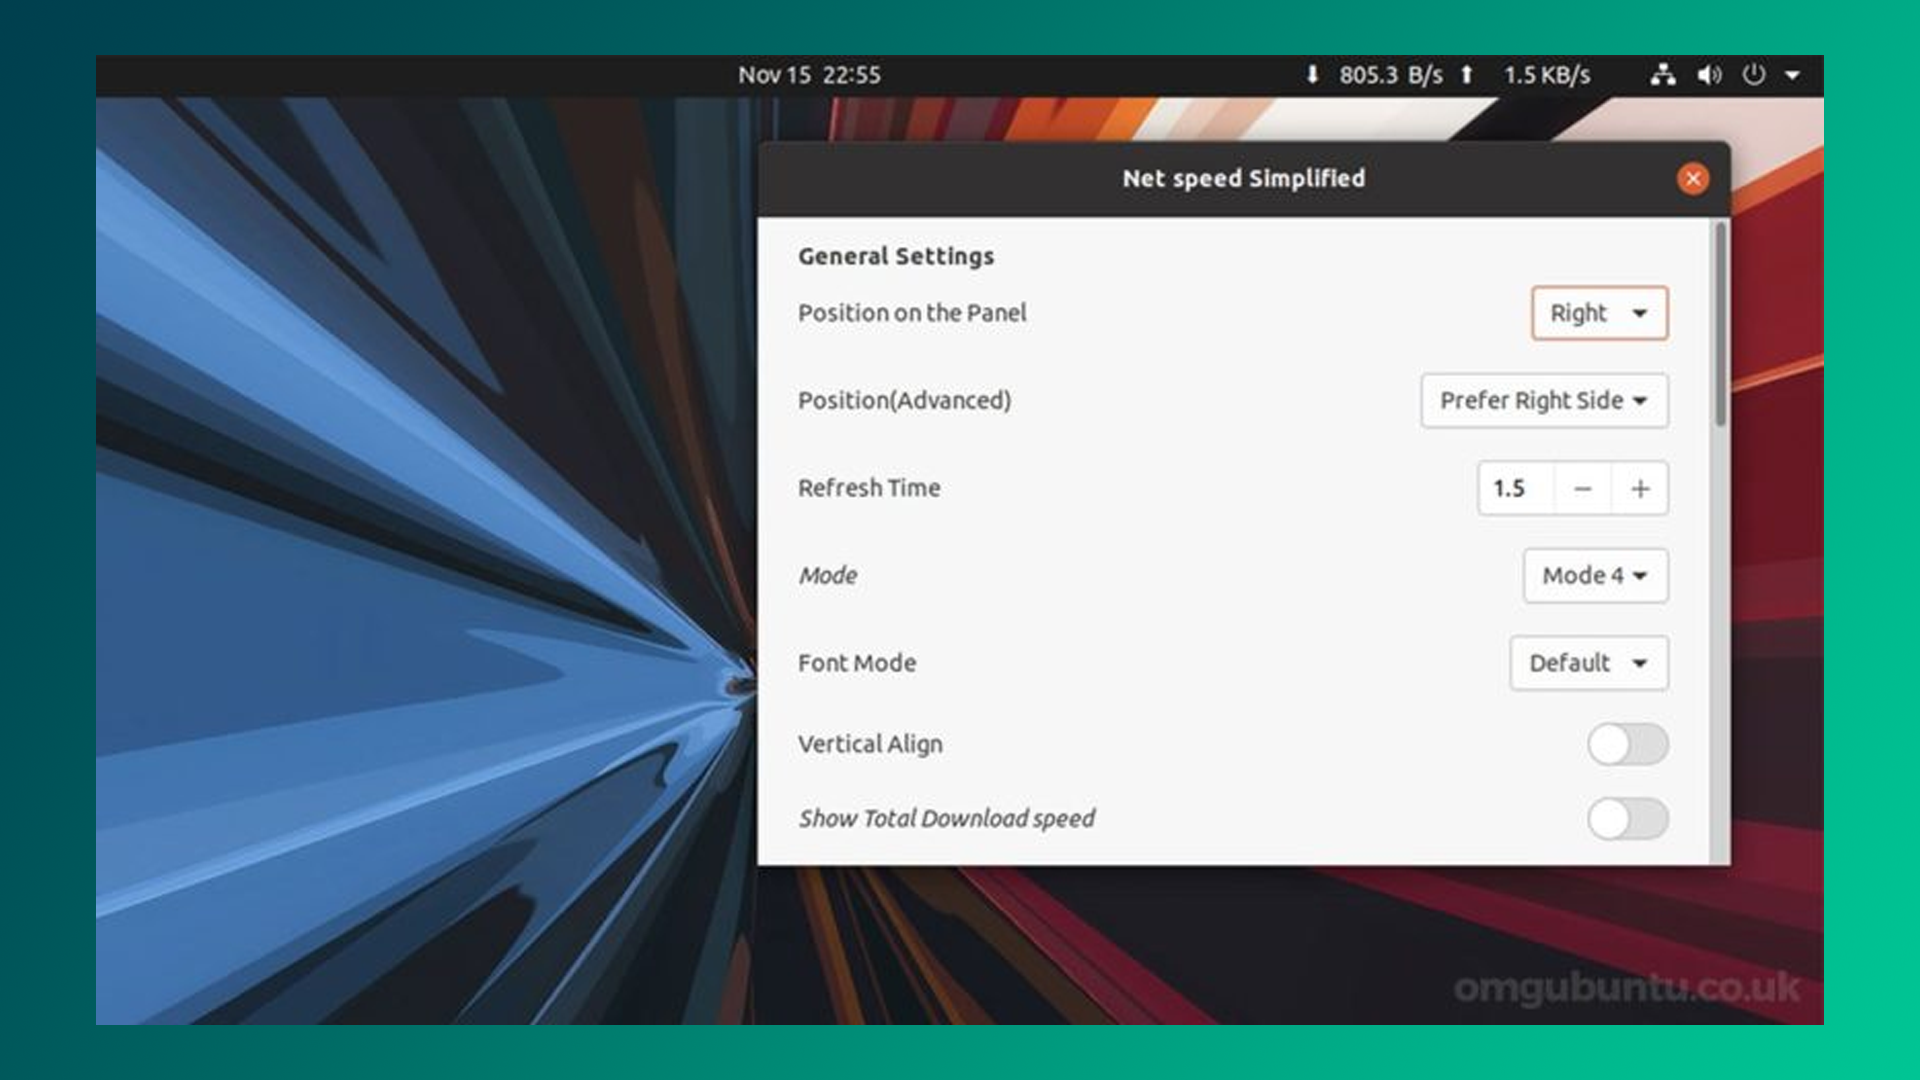 Nov 15 22:55
805.3 B/s 1.5 KB/s
Net speed Simplified
General Settings
Position on the Panel Right
Position(Advanced) Prefer Right Side
Refresh Time 1.5 − +
Mode Mode 4
Font Mode Default
Vertical Align
Show Total Download speed
omgubuntu.co.uk